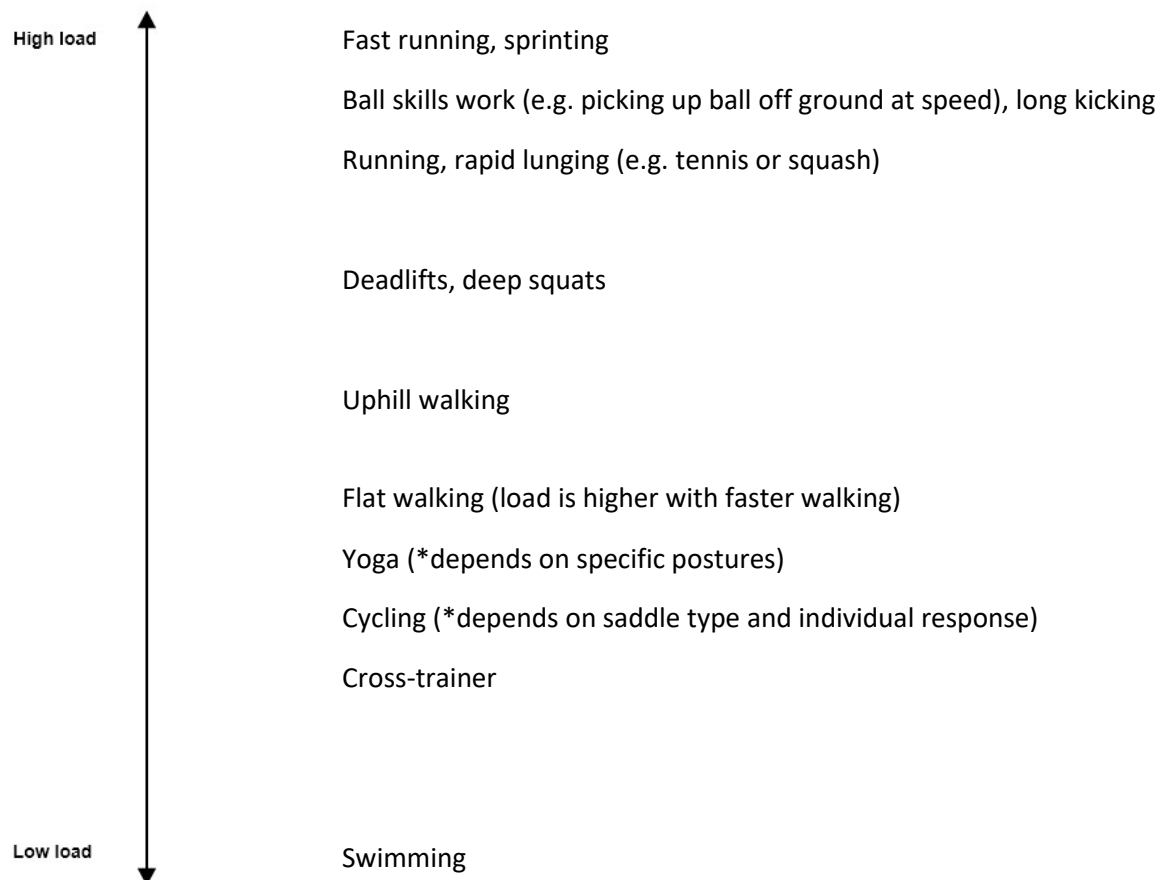 High load
Fast running, sprinting
Ball skills work (e.g. picking up ball off ground at speed), long kicking
Running, rapid lunging (e.g. tennis or squash)
Deadlifts, deep squats
Uphill walking
Flat walking (load is higher with faster walking)
Yoga (*depends on specific postures)
Cycling (*depends on saddle type and individual response)
Cross-trainer
Low load
Swimming